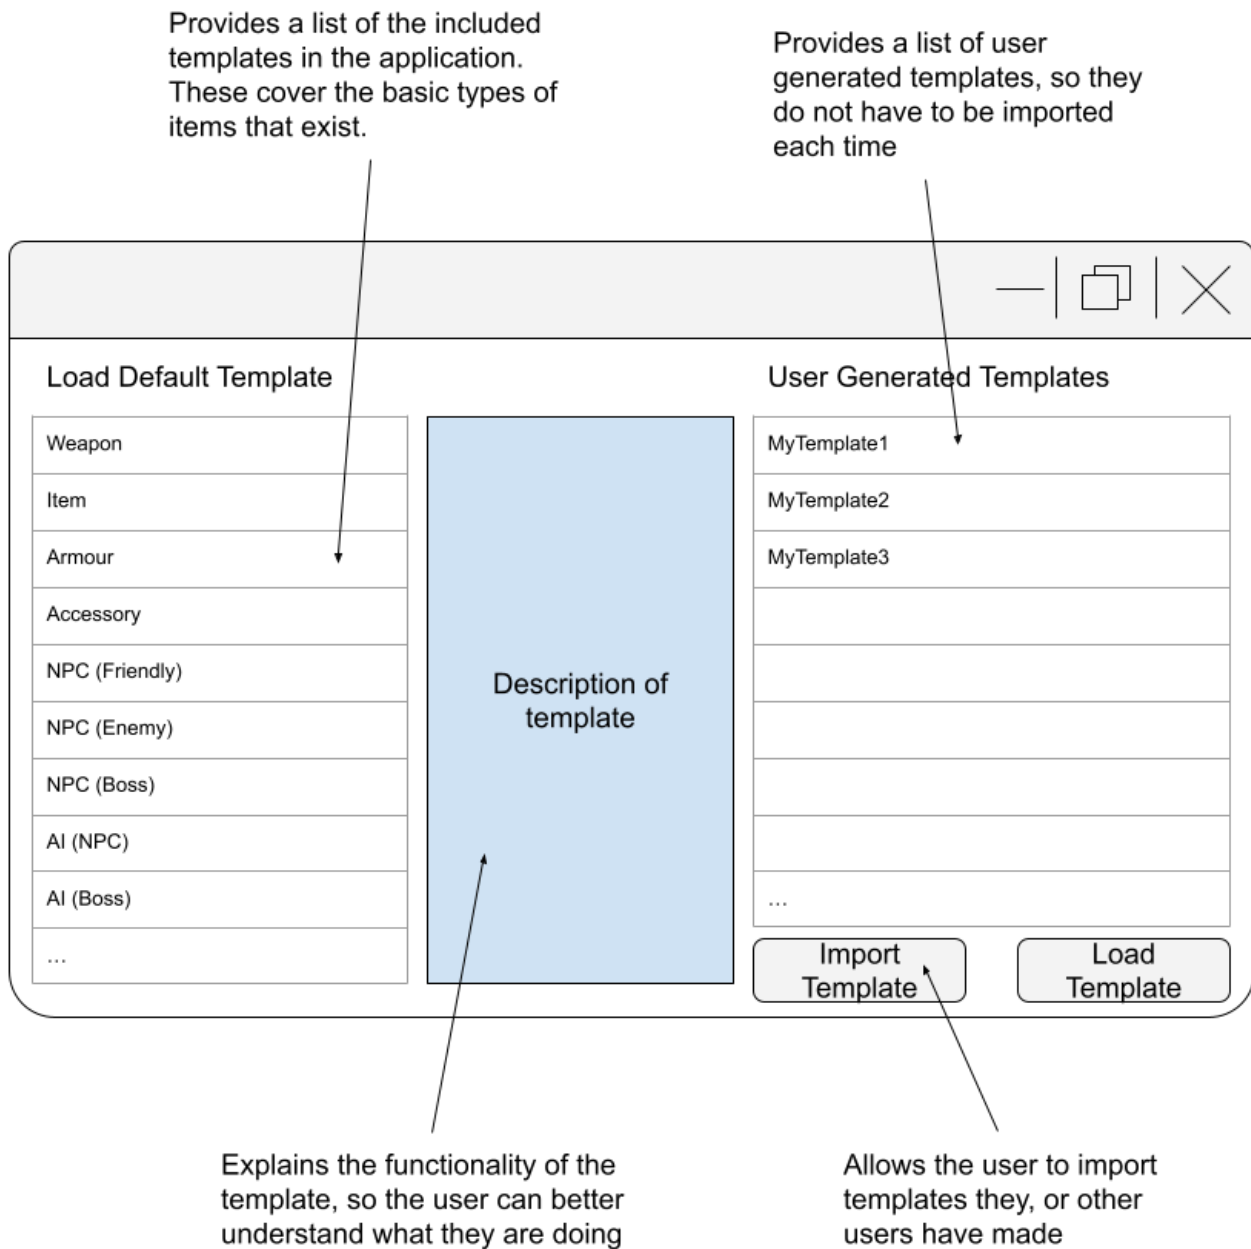 Provides a list of the included
templates in the application.
These cover the basic types of
items that exist.
Provides a list of user
generated templates, so they
do not have to be imported
each time
Load Default Template
Weapon
Item
Armour
Accessory
NPC (Friendly)
NPC (Enemy)
NPC (Boss)
AI (NPC)
AI (Boss)
...
Description of
template
User Generated Templates
MyTemplate1
MyTemplate2
MyTemplate3
...
Import
Template
Load
Template
Explains the functionality of the
template, so the user can better
understand what they are doing
Allows the user to import
templates they, or other
users have made